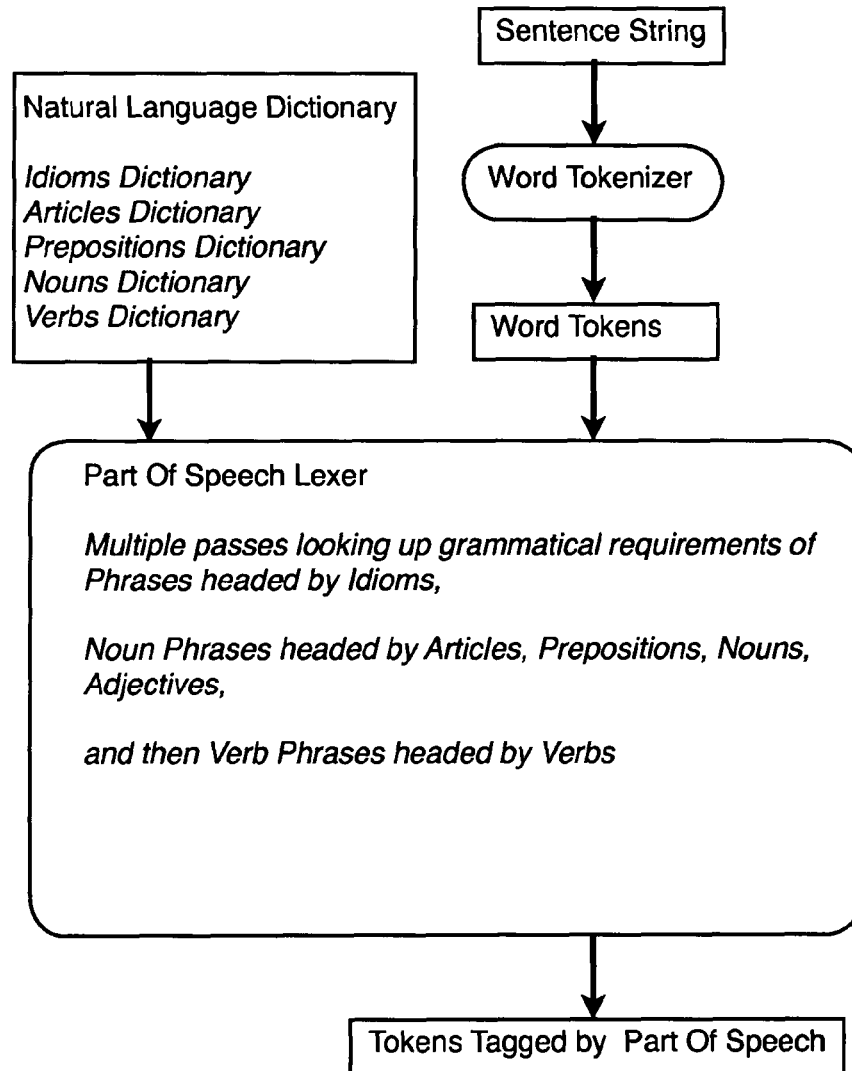 Sentence String
Natural Language Dictionary
Idioms Dictionary
Articles Dictionary
Prepositions Dictionary
Nouns Dictionary
Verbs Dictionary
Word Tokenizer
Word Tokens
Part Of Speech Lexer
Multiple passes looking up grammatical requirements of
Phrases headed by Idioms,
Noun Phrases headed by Articles, Prepositions, Nouns,
Adjectives,
and then Verb Phrases headed by Verbs
Tokens Tagged by Part Of Speech